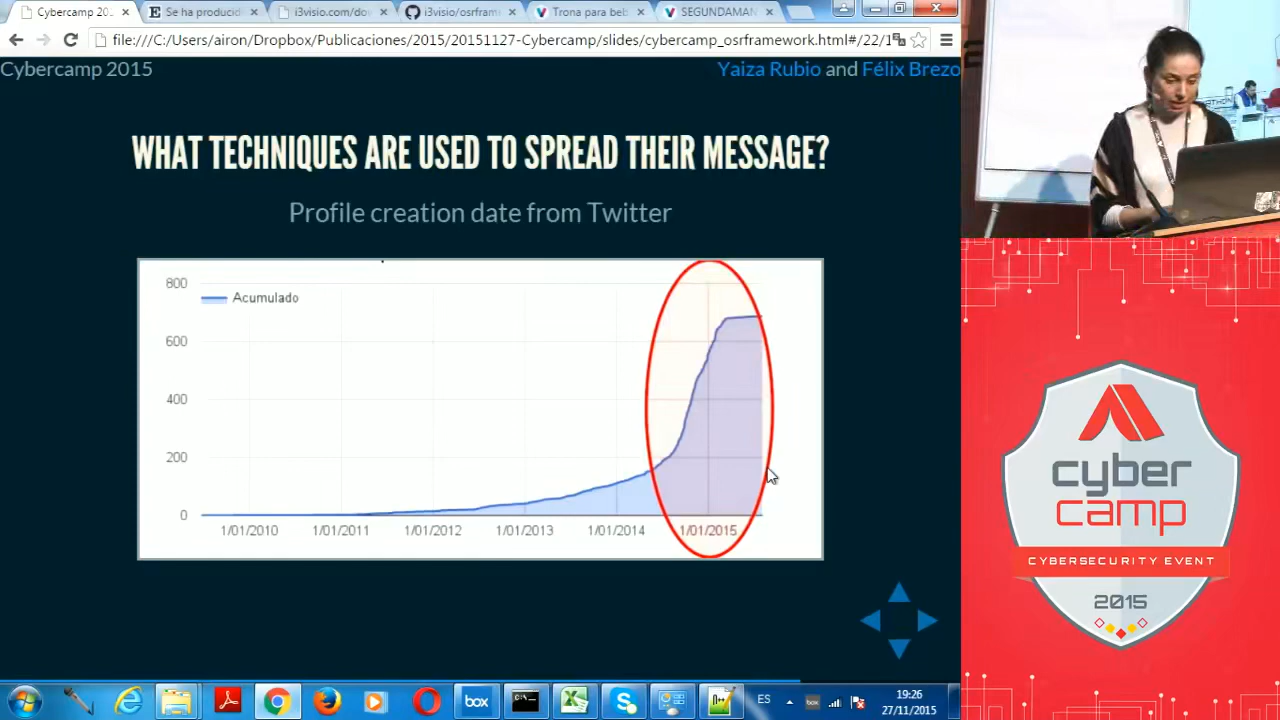 Cybercamp 20
Se ha producid
i3visio.com/dov
i3visio/osrfram
Trona para beb
SEGUNDAMAN
file:///C:/Users/airon/Dropbox/Publicaciones/2015/20151127-Cybercamp/slides/cybercamp_osrframework.html#/22/1
Cybercamp 2015
Yaiza Rubio and Félix Brezo
WHAT TECHNIQUES ARE USED TO SPREAD THEIR MESSAGE?
Profile creation date from Twitter
800
Acumulado
600
400
200
0
1/01/2010
1/01/2011
1/01/2012
1/01/2013
1/01/2014
1/01/2015
cyber
camp
CYBERSECURITY EVENT
2015
box
ES
box
19:26
27/11/2015